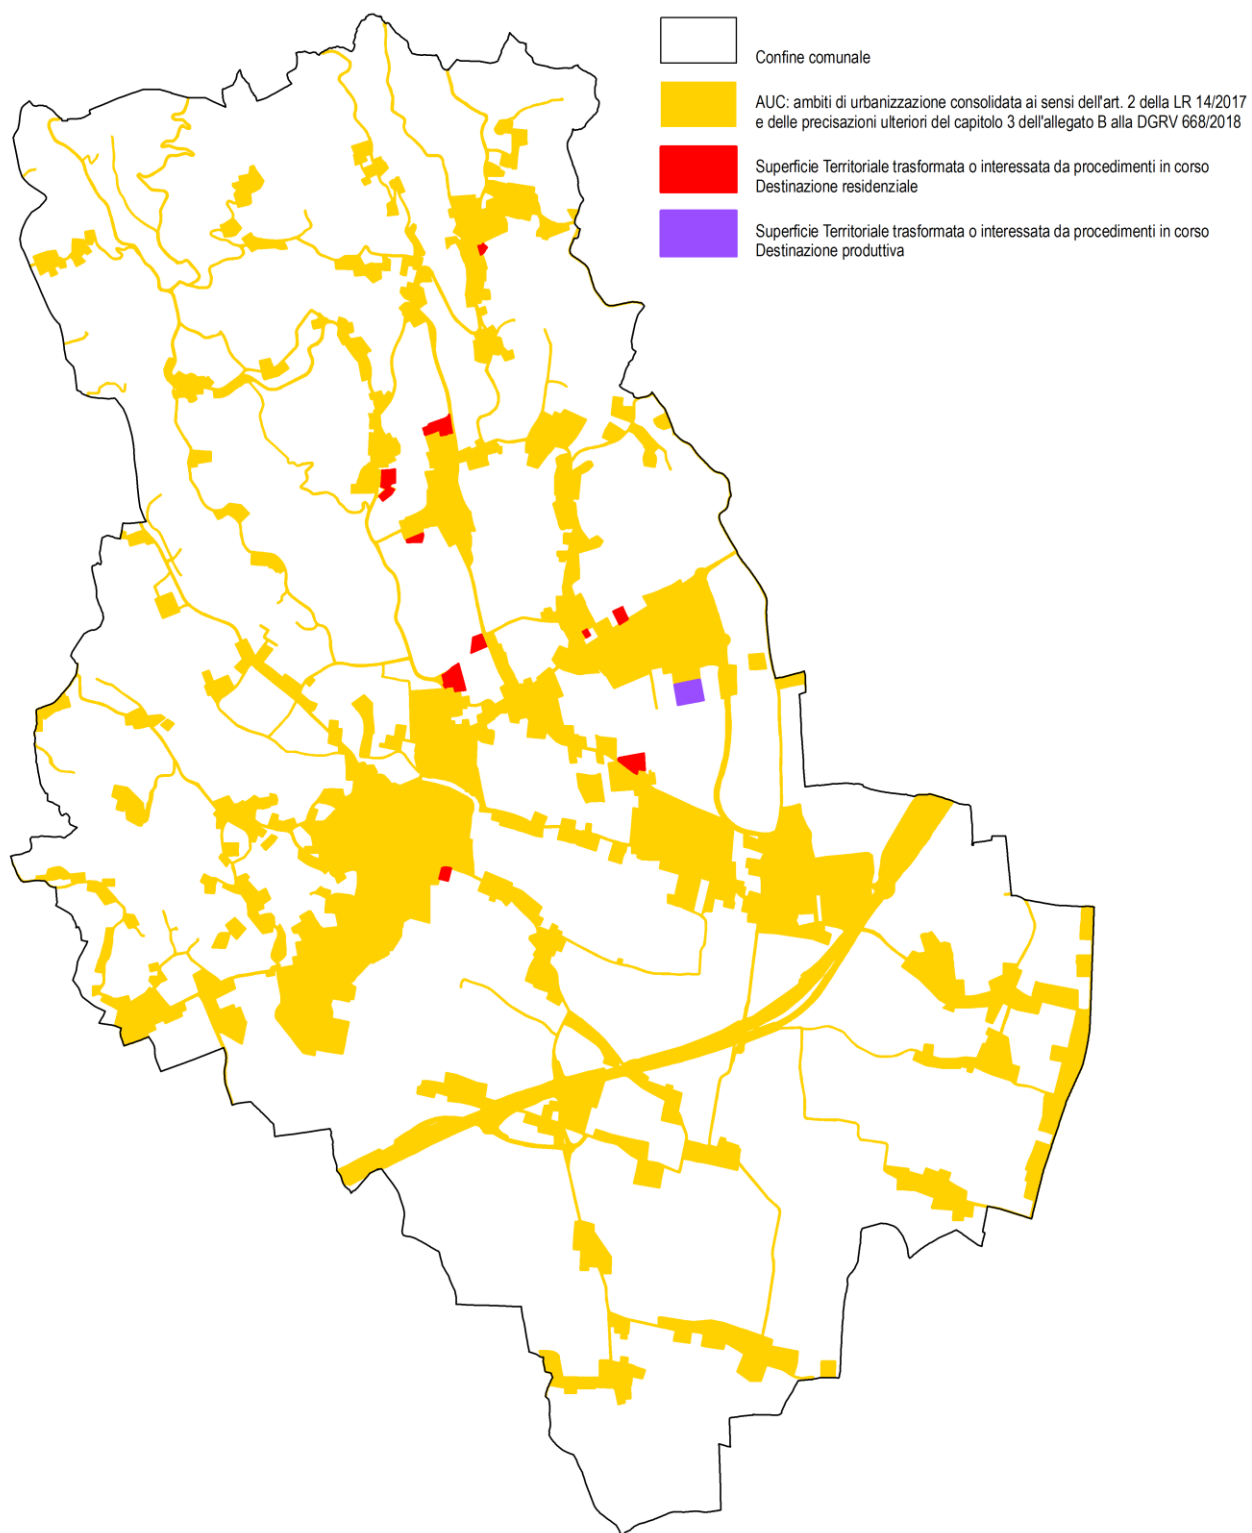 Confine comunale
AUC: ambiti di urbanizzazione consolidata ai sensi dell'art. 2 della LR 14/2017
e delle precisazioni ulteriori del capitolo 3 dell'allegato B alla DGRV 668/2018
Superficie Territoriale trasformata o interessata da procedimenti in corso
Destinazione residenziale
Superficie Territoriale trasformata o interessata da procedimenti in corso
Destinazione produttiva